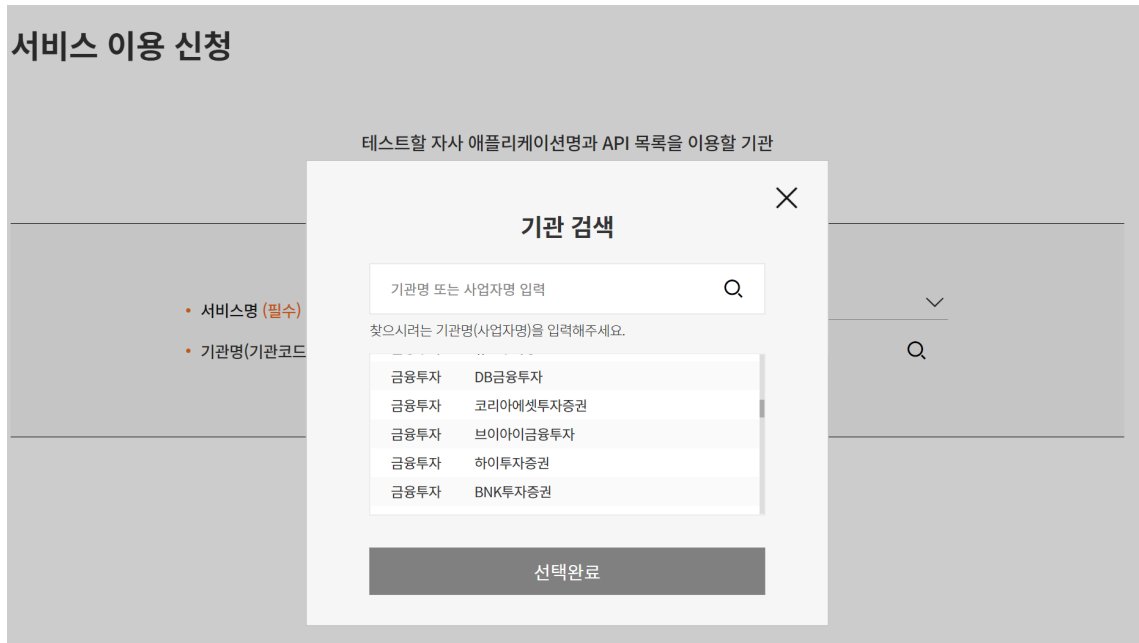 서비스 이용 신청
테스트할 자사 애플리케이션명과 API 목록을 이용할 기관
기관 검색
기관명 또는 사업자명 입력
찾으시려는 기관명(사업자명)을 입력해주세요.
• 서비스명 (필수)
• 기관명(기관코드
금융투자 DB금융투자
금융투자 코리아에셋투자증권
금융투자 브이아이금융투자
금융투자 하이투자증권
금융투자 BNK투자증권
선택완료